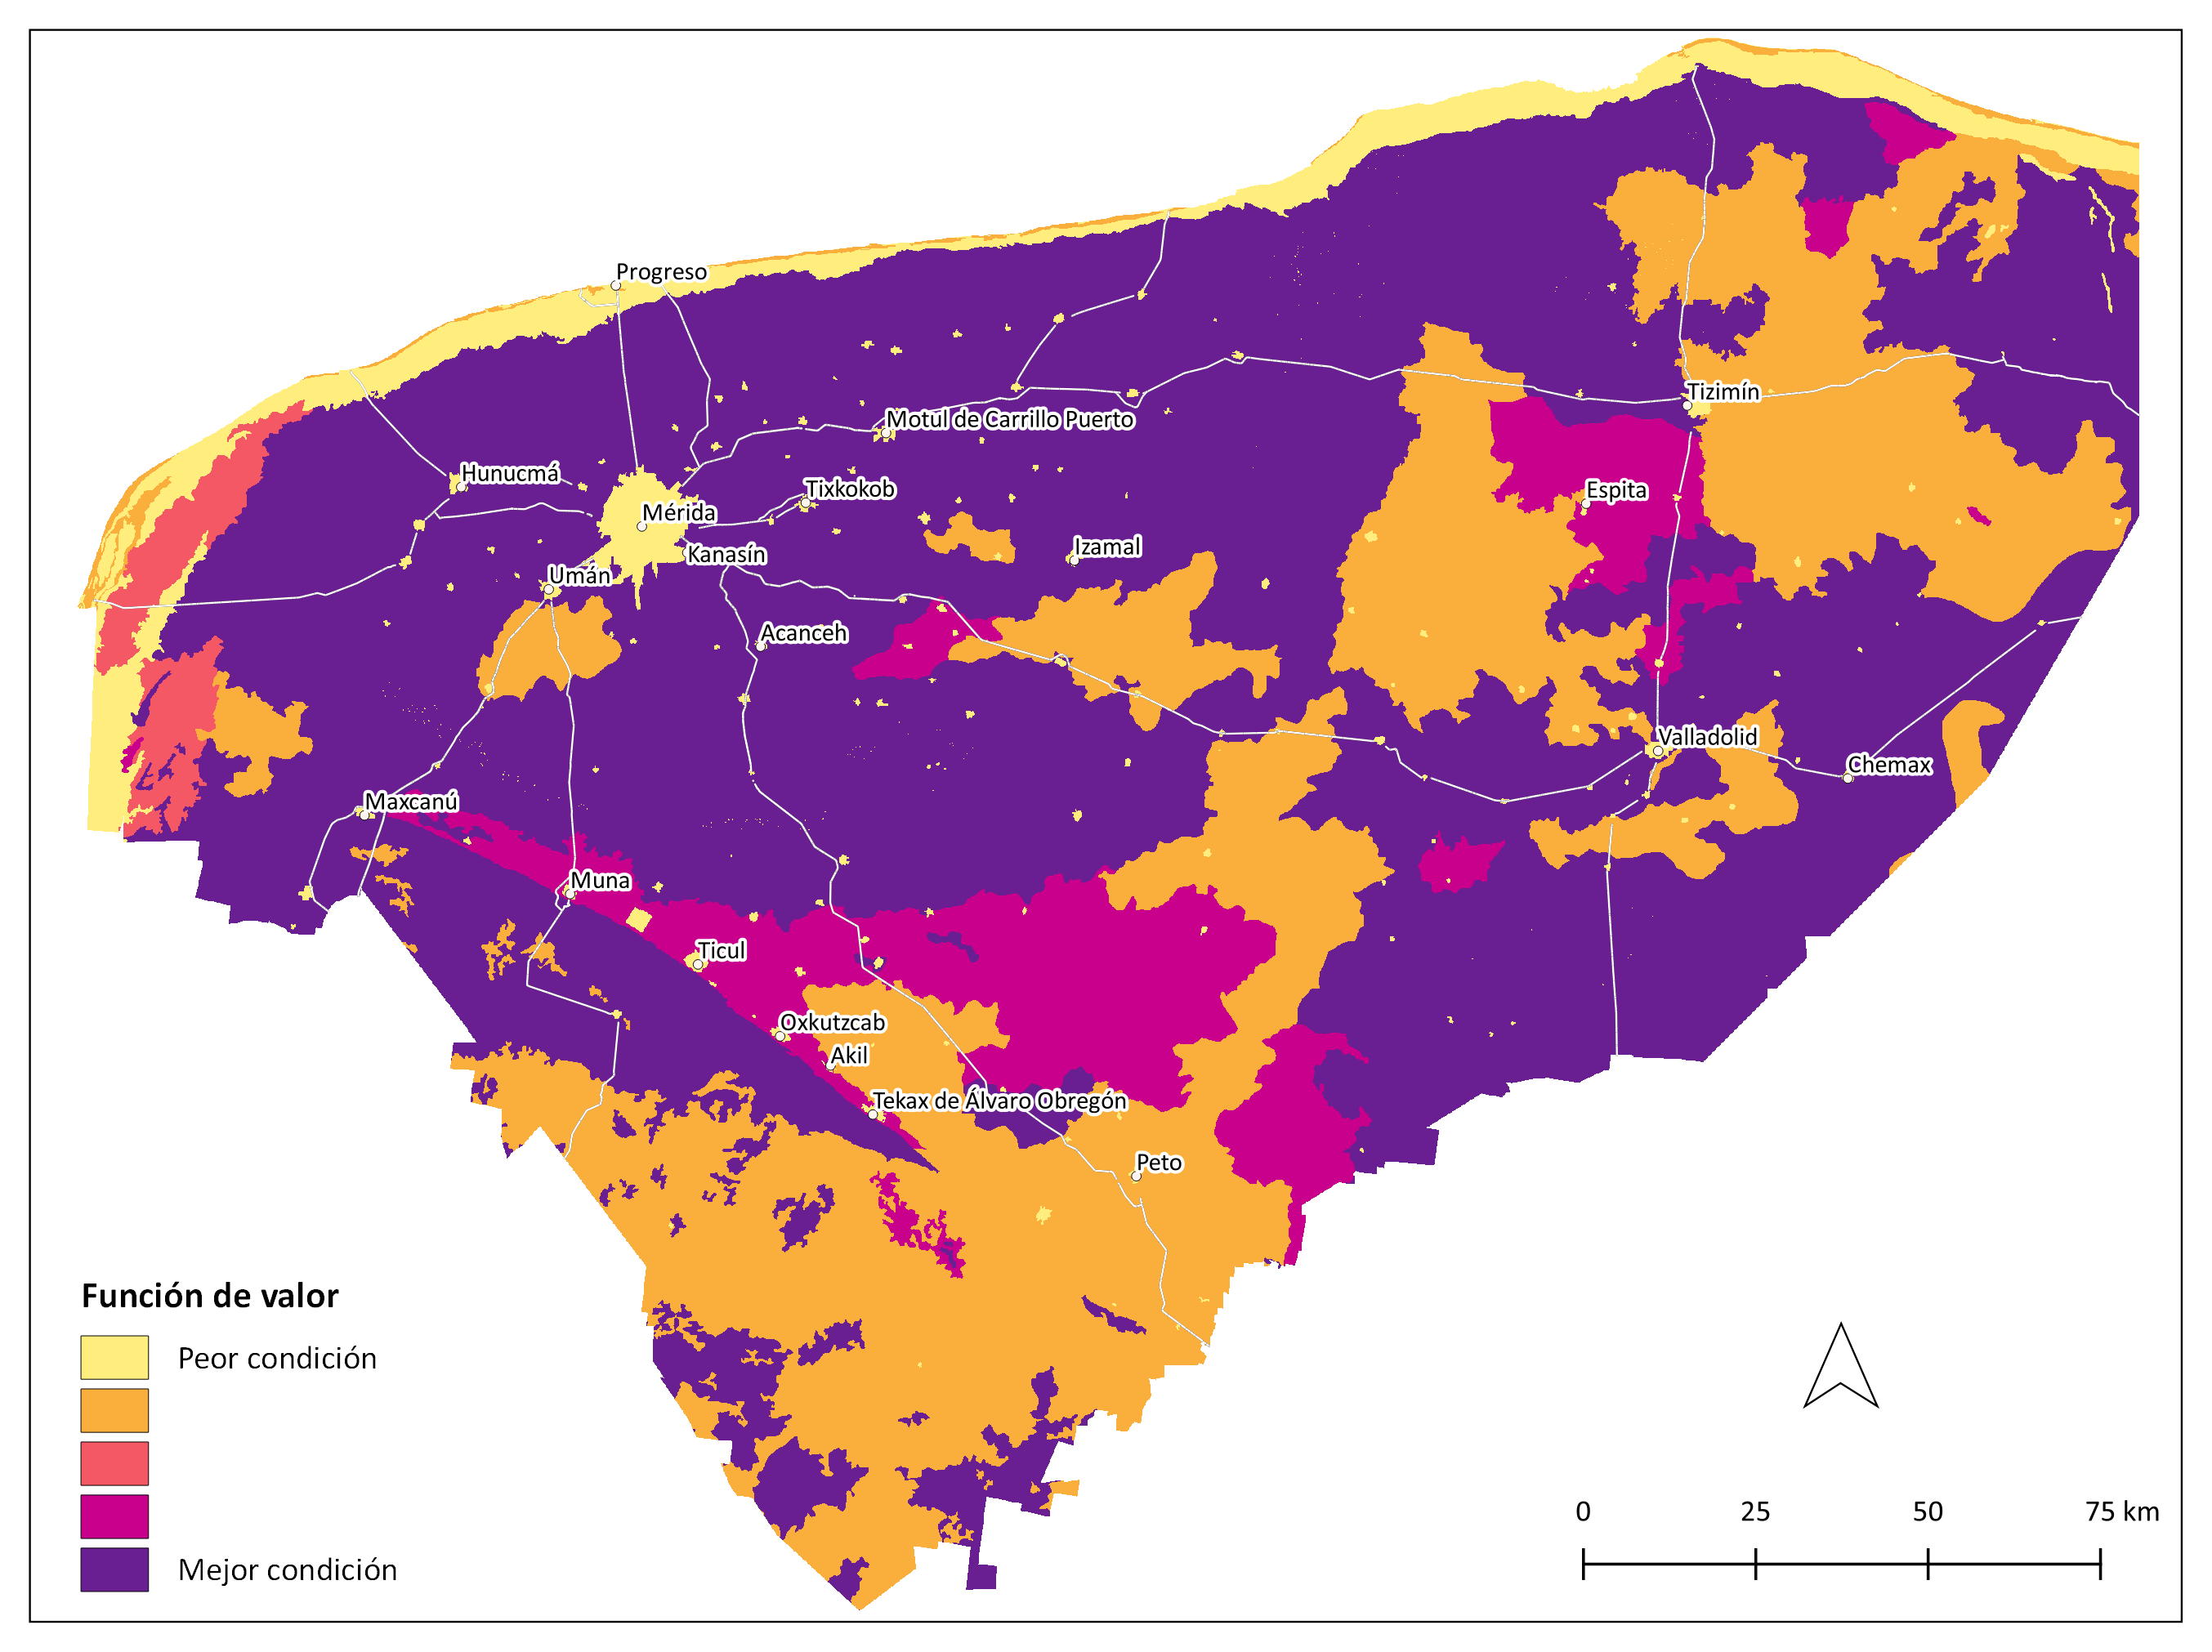 Progreso
Tizimín
Motul de Carrillo Puerto
Hunucmá
Tixkokob
Espita
Mérida
Izamal
Kanasín
Umán
Acanceh
Valladolid
Chemax
Maxcanú
Muna
Ticul
Oxkutzcab
Akil
Tekax de Álvaro Obregón
Peto
Función de valor
Peor condición
Mejor condición
0 25 50 75 km